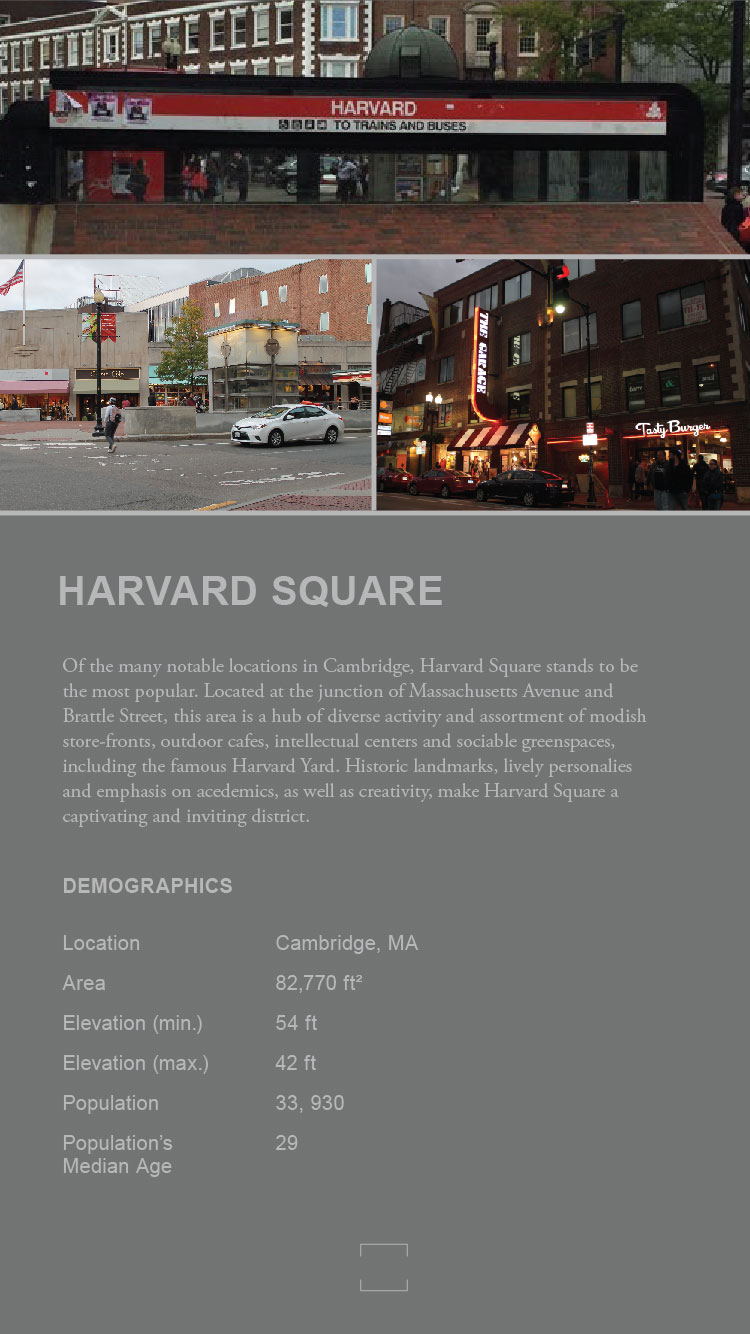 HARVARD
TO TRAINS AND BUSES
THE GARAGE
Tasty Burger
HARVARD SQUARE
Of the many notable locations in Cambridge, Harvard Square stands to be
the most popular. Located at the junction of Massachusetts Avenue and
Brattle Street, this area is a hub of diverse activity and assortment of modish
store-fronts, outdoor cafes, intellectual centers and sociable greenspaces,
including the famous Harvard Yard. Historic landmarks, lively personalies
and emphasis on acedemics, as well as creativity, make Harvard Square a
captivating and inviting district.
DEMOGRAPHICS
Location Cambridge, MA
Area 82,770 ft²
Elevation (min.) 54 ft
Elevation (max.) 42 ft
Population 33, 930
Population’s 29
Median Age